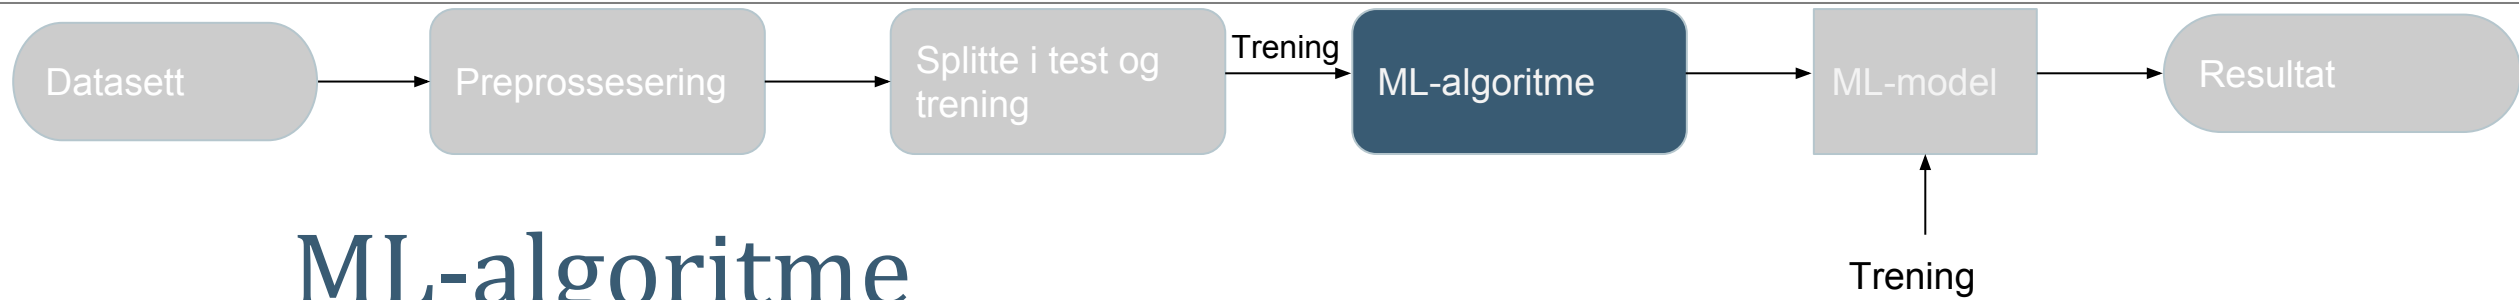 Datasett
Preprossesering
Splitte i test og
trening
Trening
ML-algoritme
ML-model
Resultat
Trening
ML-algoritme